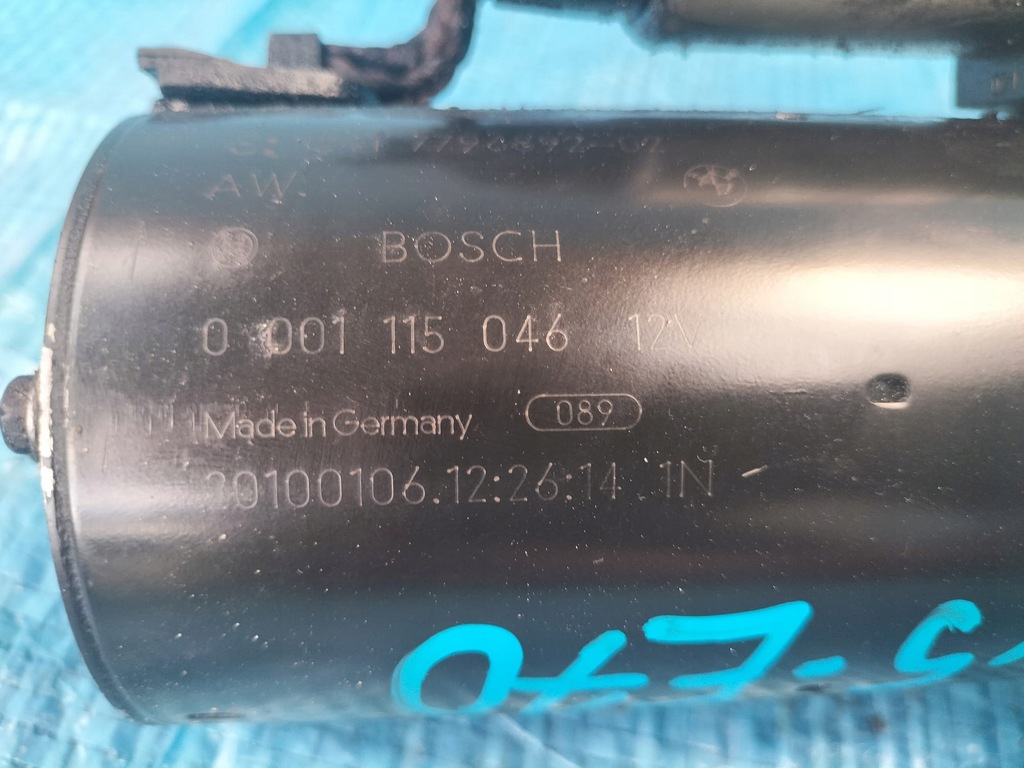 AW.
BOSCH
0 001 115 046 12V
Made in Germany 089
20100106.12:26:14 1N